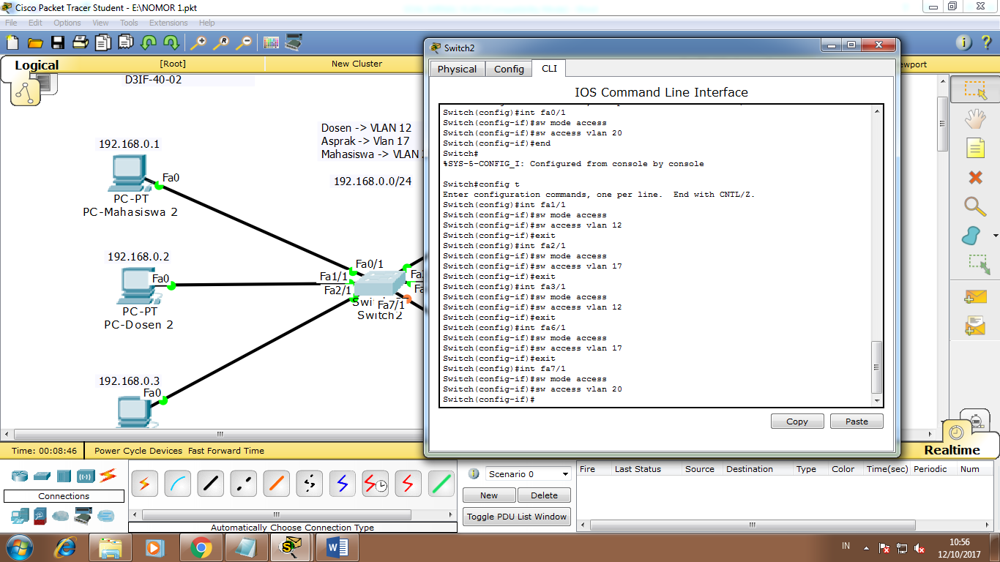 Cisco Packet Tracer Student - E:\NOMOR 1.pkt
File Edit Options View Tools Extensions Help
Logical
[Root]
New Cluster
ewport
D3IF-40-02
Dosen -> VLAN 12
Asprak -> Vlan 17
Mahasiswa -> VLAN
192.168.0.0/24
192.168.0.1
Fa0
PC-PT
PC-Mahasiswa 2
192.168.0.2
Fa0
PC-PT
PC-Dosen 2
192.168.0.3
Fa0
Fa0/1
Fa1/1
Fa2/1
Fa7/1
Switch2
Switch2
Physical Config CLI
IOS Command Line Interface
Switch(config)#int fa0/1
Switch(config-if)#sw mode access
Switch(config-if)#sw access vlan 20
Switch(config-if)#end
Switch#
%SYS-5-CONFIG_I: Configured from console by console
Switch#config t
Enter configuration commands, one per line.  End with CNTL/Z.
Switch(config)#int fa1/1
Switch(config-if)#sw mode access
Switch(config-if)#sw access vlan 12
Switch(config-if)#exit
Switch(config)#int fa2/1
Switch(config-if)#sw mode access
Switch(config-if)#sw access vlan 17
Switch(config-if)#exit
Switch(config)#int fa3/1
Switch(config-if)#sw mode access
Switch(config-if)#sw access vlan 12
Switch(config-if)#exit
Switch(config)#int fa6/1
Switch(config-if)#sw mode access
Switch(config-if)#sw access vlan 17
Switch(config-if)#exit
Switch(config)#int fa7/1
Switch(config-if)#sw mode access
Switch(config-if)#sw access vlan 20
Switch(config-if)#
Copy Paste
Time: 00:08:46 Power Cycle Devices Fast Forward Time
Realtime
Connections
Automatically Choose Connection Type
Scenario 0
New Delete
Toggle PDU List Window
Fire Last Status Source Destination Type Color Time(sec) Periodic Num
IN
10:56
12/10/2017